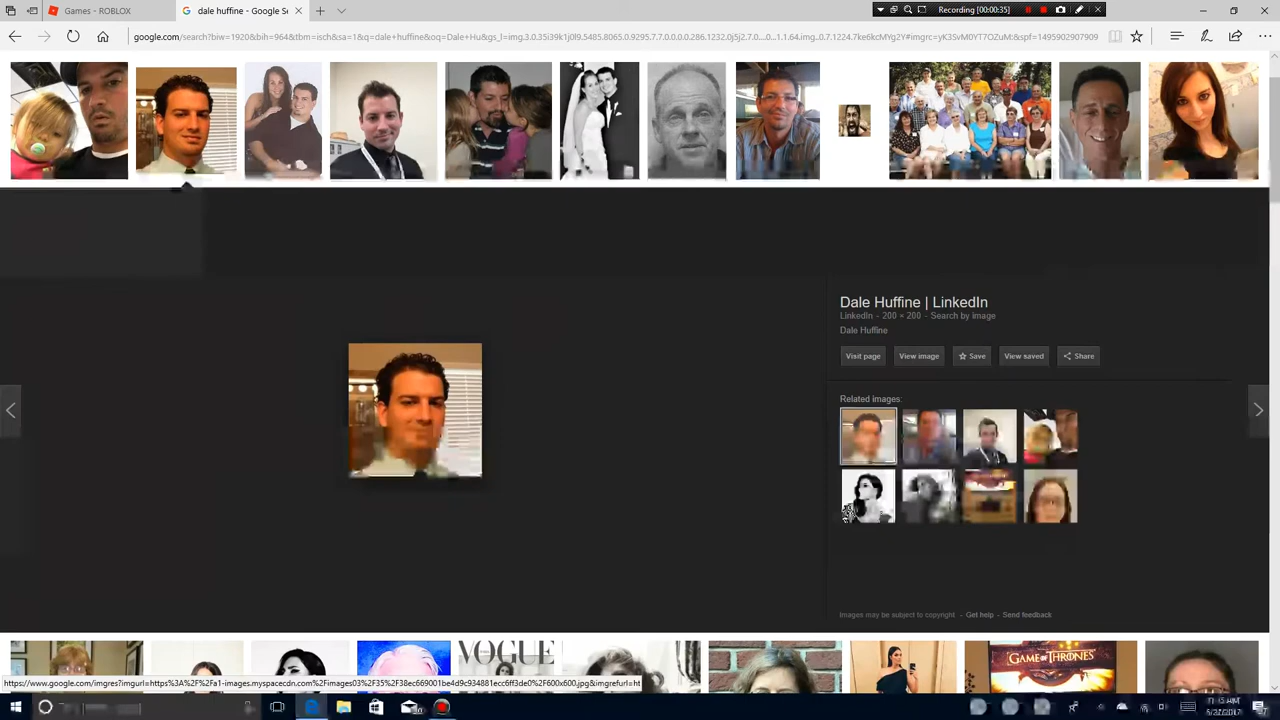 Games - ROBLOX
dale huffine - Google Se
Recording [00:00:35]
google.com/search?biw=1920&bih=964&tbm=isch&sa=1&q=dale+huffine&oq=Dale+Hu&gs_l=img.3.0.35i39k1j0l9.5485.8065.0.9295.7.7.0.0.0.0.286.1232.0j5j2.7.0....0...1.1.64.img..0.7.1224.7ke6kcMYg2Y#imgrc=yK3SvM0YT7OZuM:&spf=1495902907909
Dale Huffine | LinkedIn
LinkedIn - 200 × 200 - Search by image
Dale Huffine
Visit page
View image
Save
View saved
Share
Related images:
Images may be subject to copyright - Get help - Send feedback
VOGUE
GAME OF THRONES
https://www.google.com/imgres?imgurl=https%3A%2F%2Fa1-images.myspacecdn.com%2Fimages03%2F35%2F38ec669001be4d9c934881ecc6ff3de0%2F600x600.jpg&imgrefurl=ht